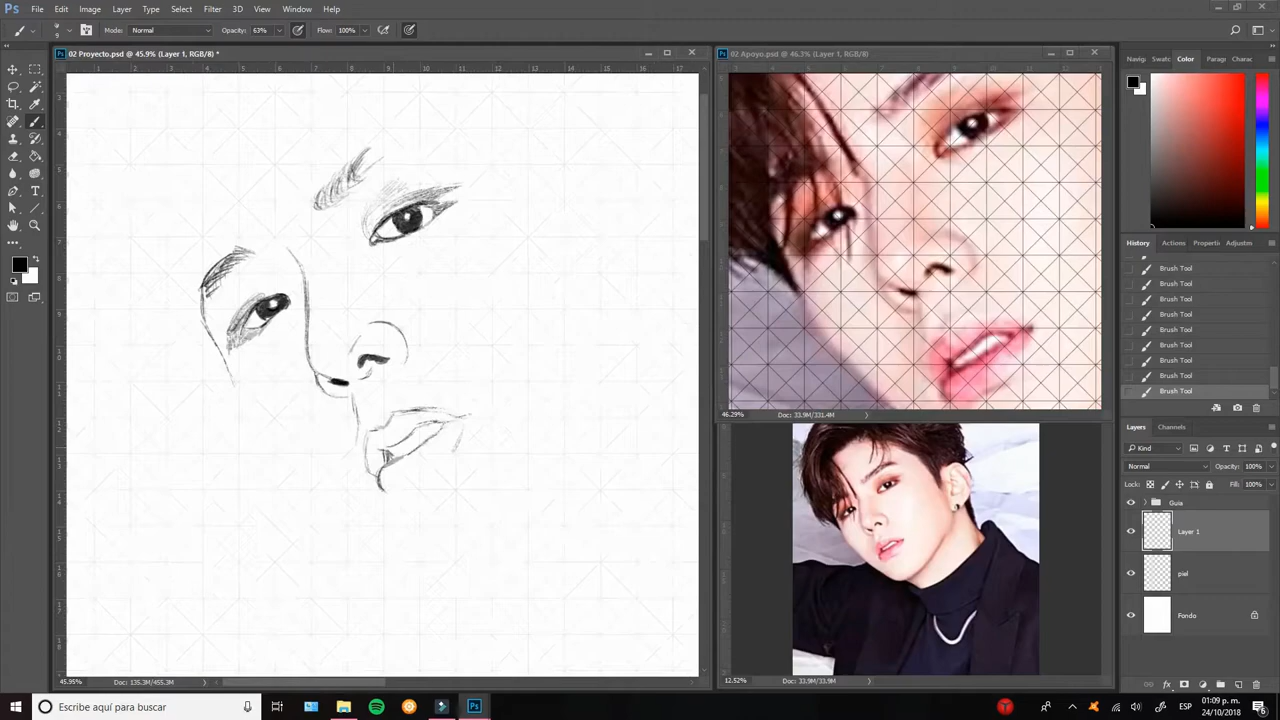 Ps File Edit Image Layer Type Select Filter 3D View Window Help
9 Mode: Normal Opacity: 63% Flow: 100%
02 Proyecto.psd @ 45.9% (Layer 1, RGB/8) *
02 Apoyo.psd @ 46.3% (Layer 1, RGB/8)
Navig Swatc Color Parag Charac
History Actions Properti Adjustm
Brush Tool
Brush Tool
Brush Tool
Brush Tool
Brush Tool
Brush Tool
Brush Tool
Brush Tool
Brush Tool
46.29% Doc: 33.9M/331.4M
Layers Channels
Kind
Normal Opacity: 100%
Lock: Fill: 100%
Guia
Layer 1
piel
Fondo
45.95% Doc: 135.3M/455.3M
12.52% Doc: 33.9M/33.9M
Escribe aquí para buscar
ESP
01:09 p. m.
24/10/2018